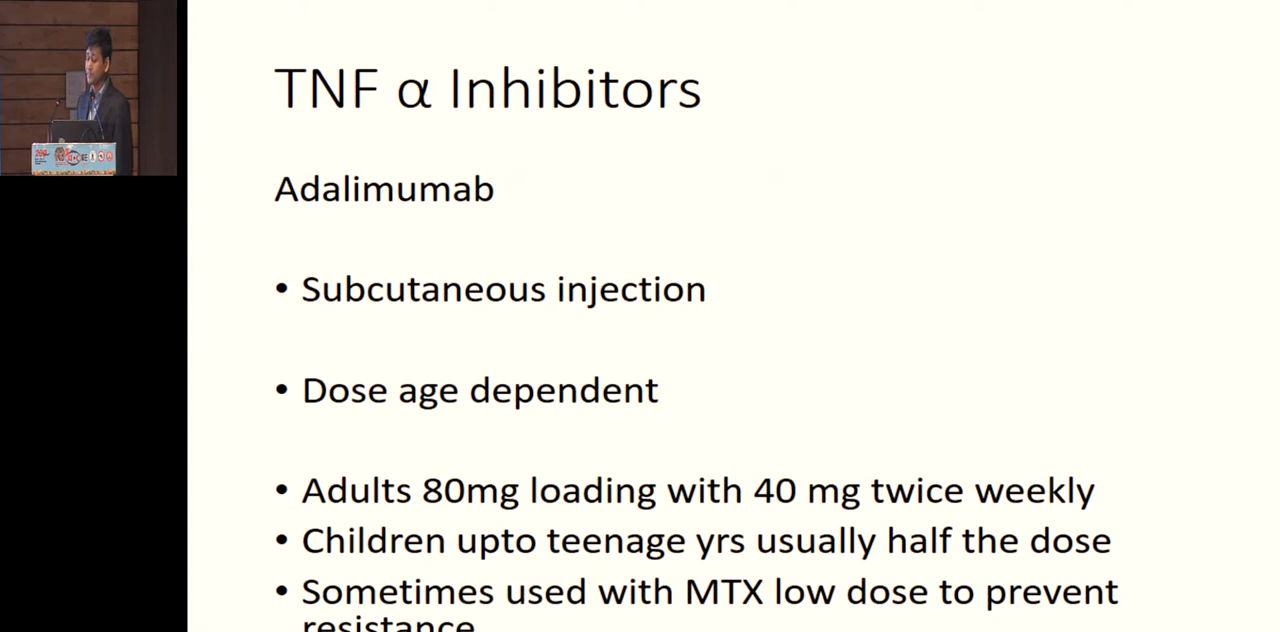 TNF α Inhibitors
Adalimumab
• Subcutaneous injection
• Dose age dependent
• Adults 80mg loading with 40 mg twice weekly
• Children upto teenage yrs usually half the dose
• Sometimes used with MTX low dose to prevent
resistance